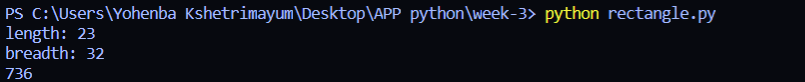 PS C:\Users\Yohenba Kshetrimayum\Desktop\APP python\week-3> python rectangle.py
length: 23
breadth: 32
736